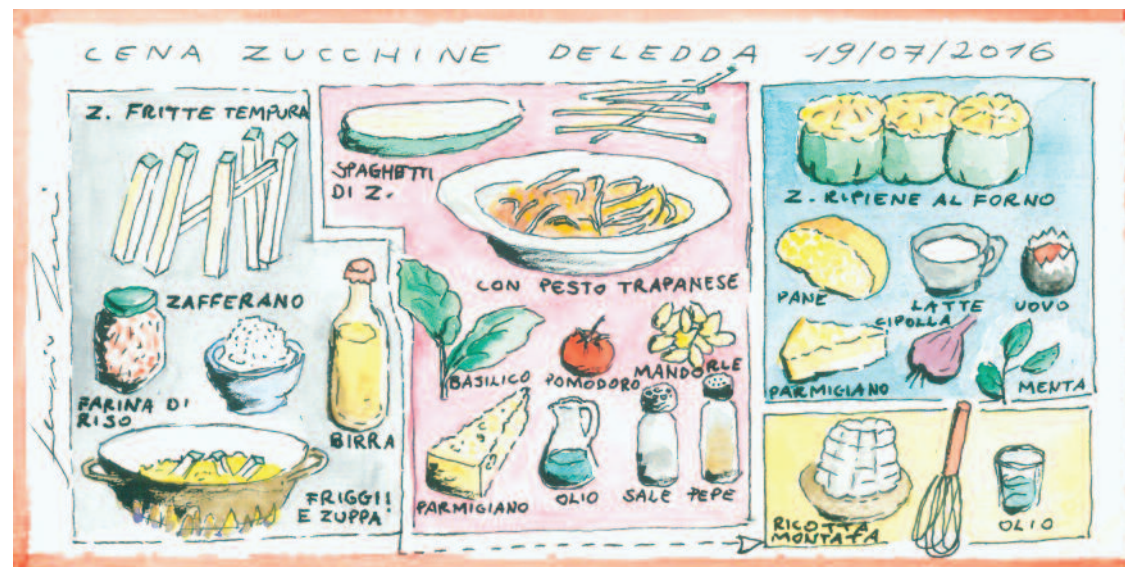 CENA ZUCCHINE DELEDDA 19/07/2016
Z. FRITTE TEMPURA
ZAFFERANO
FARINA DI
RISO
BIRRA
FRIGGI!
E ZUPPA!
SPAGHETTI
DI Z.
CON PESTO TRAPANESE
BASILICO
POMODORO
MANDORLE
PARMIGIANO
OLIO
SALE
PEPE
Z. RIPIENE AL FORNO
PANE
LATTE
UOVO
CIPOLLA
PARMIGIANO
MENTA
RICOTTA
MONTATA
OLIO